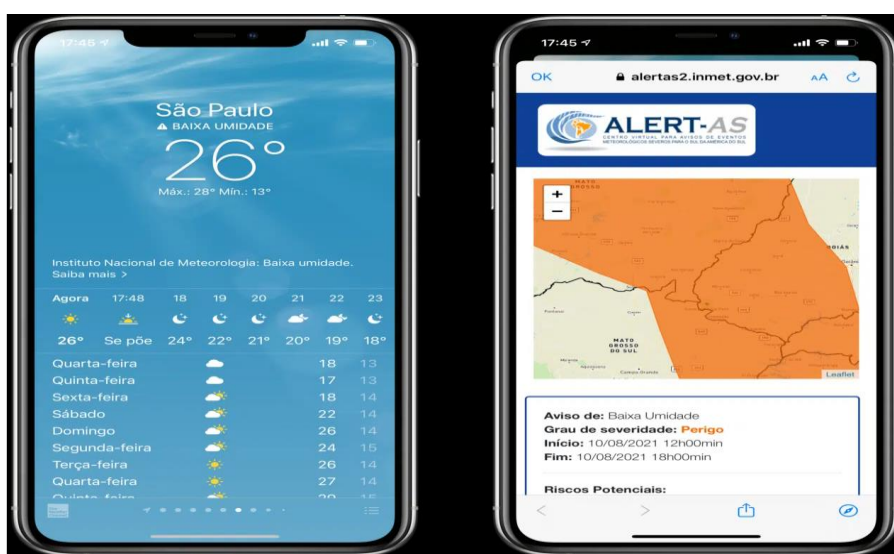 17:45
São Paulo
BAIXA UMIDADE
26°
Máx.: 28° Mín.: 13°
Instituto Nacional de Meteorologia: Baixa umidade.
Saiba mais >
Agora 17:48 18 19 20 21 22 23
26° Se põe 24° 22° 21° 20° 19° 18°
Quarta-feira 18 13
Quinta-feira 17 13
Sexta-feira 18 14
Sábado 22 14
Domingo 26 14
Segunda-feira 24 15
Terça-feira 26 14
Quarta-feira 27 14
Quinta-feira
17:45
OK alertas2.inmet.gov.br AA
ALERT-AS
CENTRO VIRTUAL PARA AVISOS DE EVENTOS
METEOROLÓGICOS SEVEROS PARA O SUL DA AMÉRICA DO SUL
+
−
MATO
GROSSO
GOIÁS
MATO
GROSSO
DO SUL
Campo Grande
Leaflet
Aviso de: Baixa Umidade
Grau de severidade: Perigo
Início: 10/08/2021 12h00min
Fim: 10/08/2021 18h00min
Riscos Potenciais: